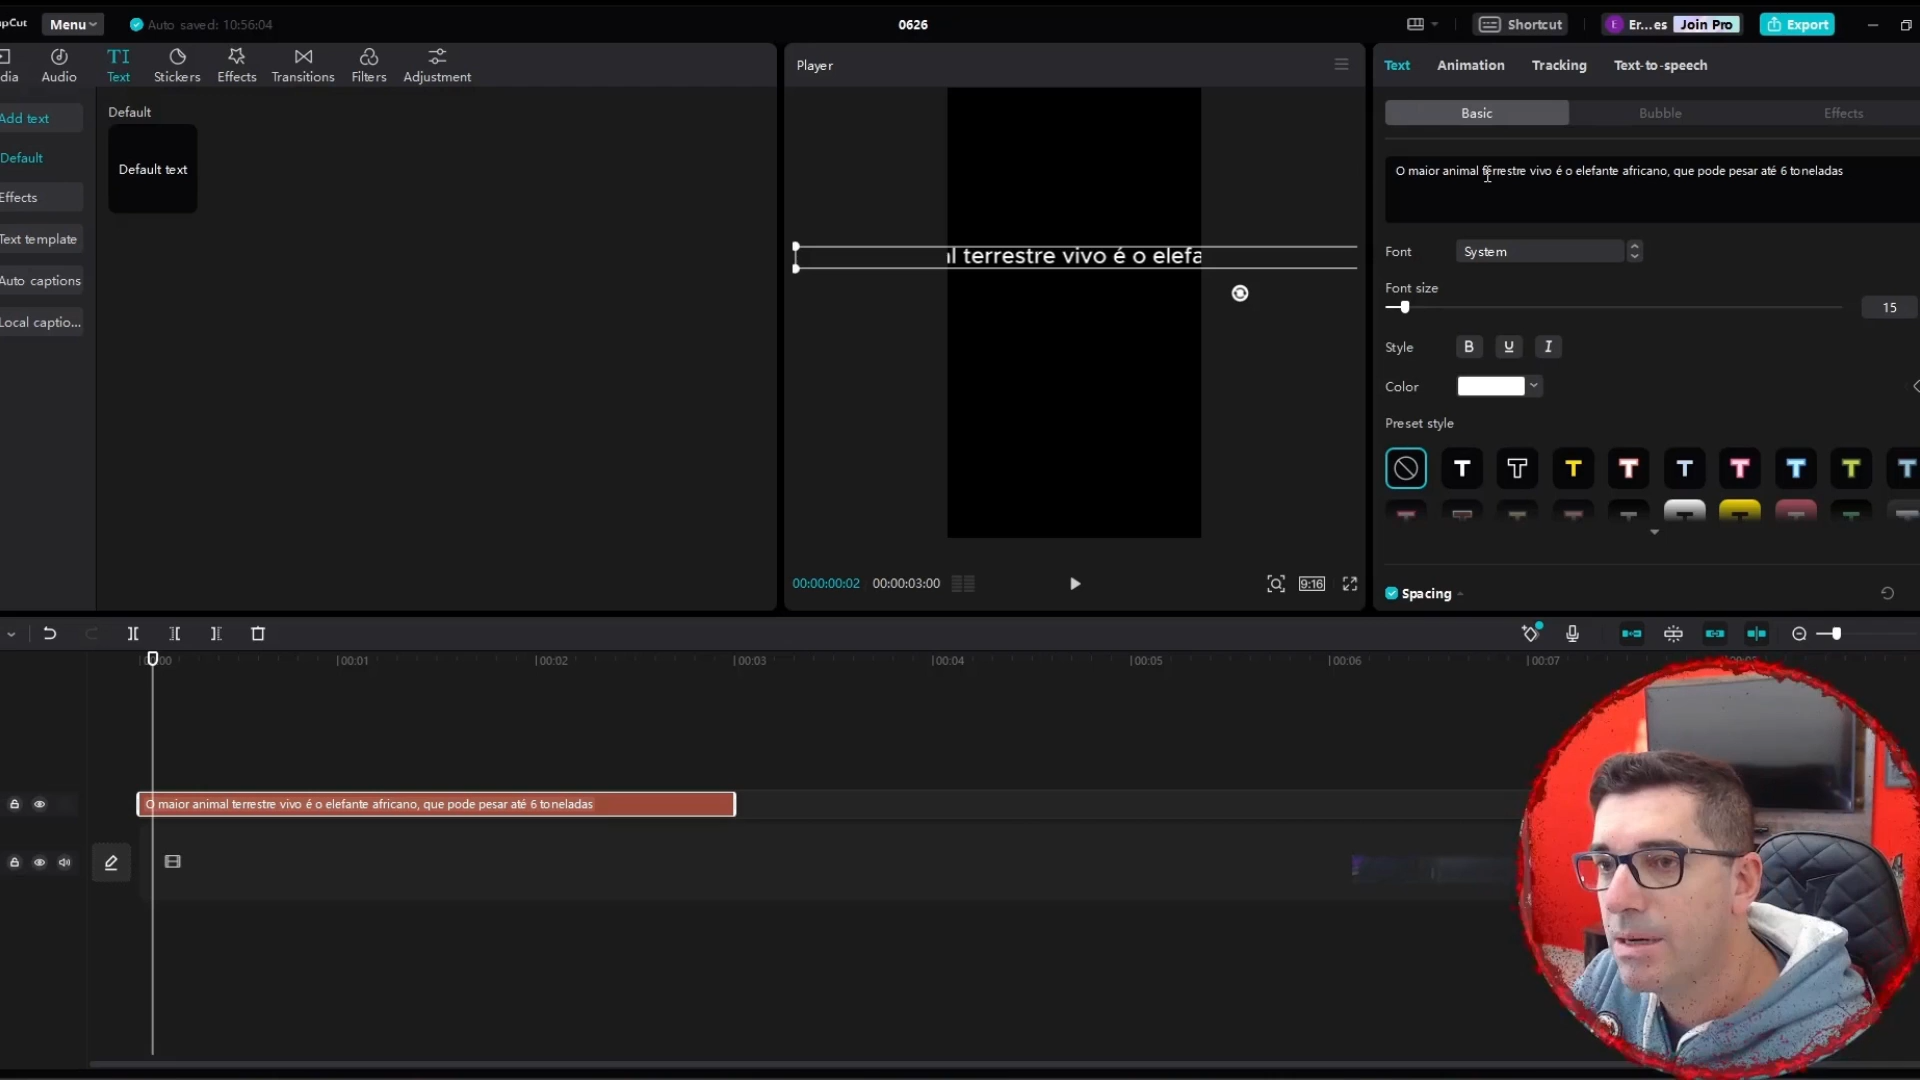 pCut
Menu
Auto saved: 10:56:04
0626
Shortcut
E
Er...es
Join Pro
Export
dia
Audio
TI
Text
Stickers
Effects
Transitions
Filters
Adjustment
Add text
Default
Effects
Text template
Auto captions
Local captio...
Default
Default text
Player
l terrestre vivo é o elefa
00:00:00:02
00:00:03:00
9:16
Text
Animation
Tracking
Text-to-speech
Basic
Bubble
Effects
O maior animal terrestre vivo é o elefante africano, que pode pesar até 6 toneladas
Font
System
Font size
15
Style
B
U
I
Color
Preset style
T T T T T T T T T
Spacing
00:00
00:01
00:02
00:03
00:04
00:05
00:06
00:07
O maior animal terrestre vivo é o elefante africano, que pode pesar até 6 toneladas